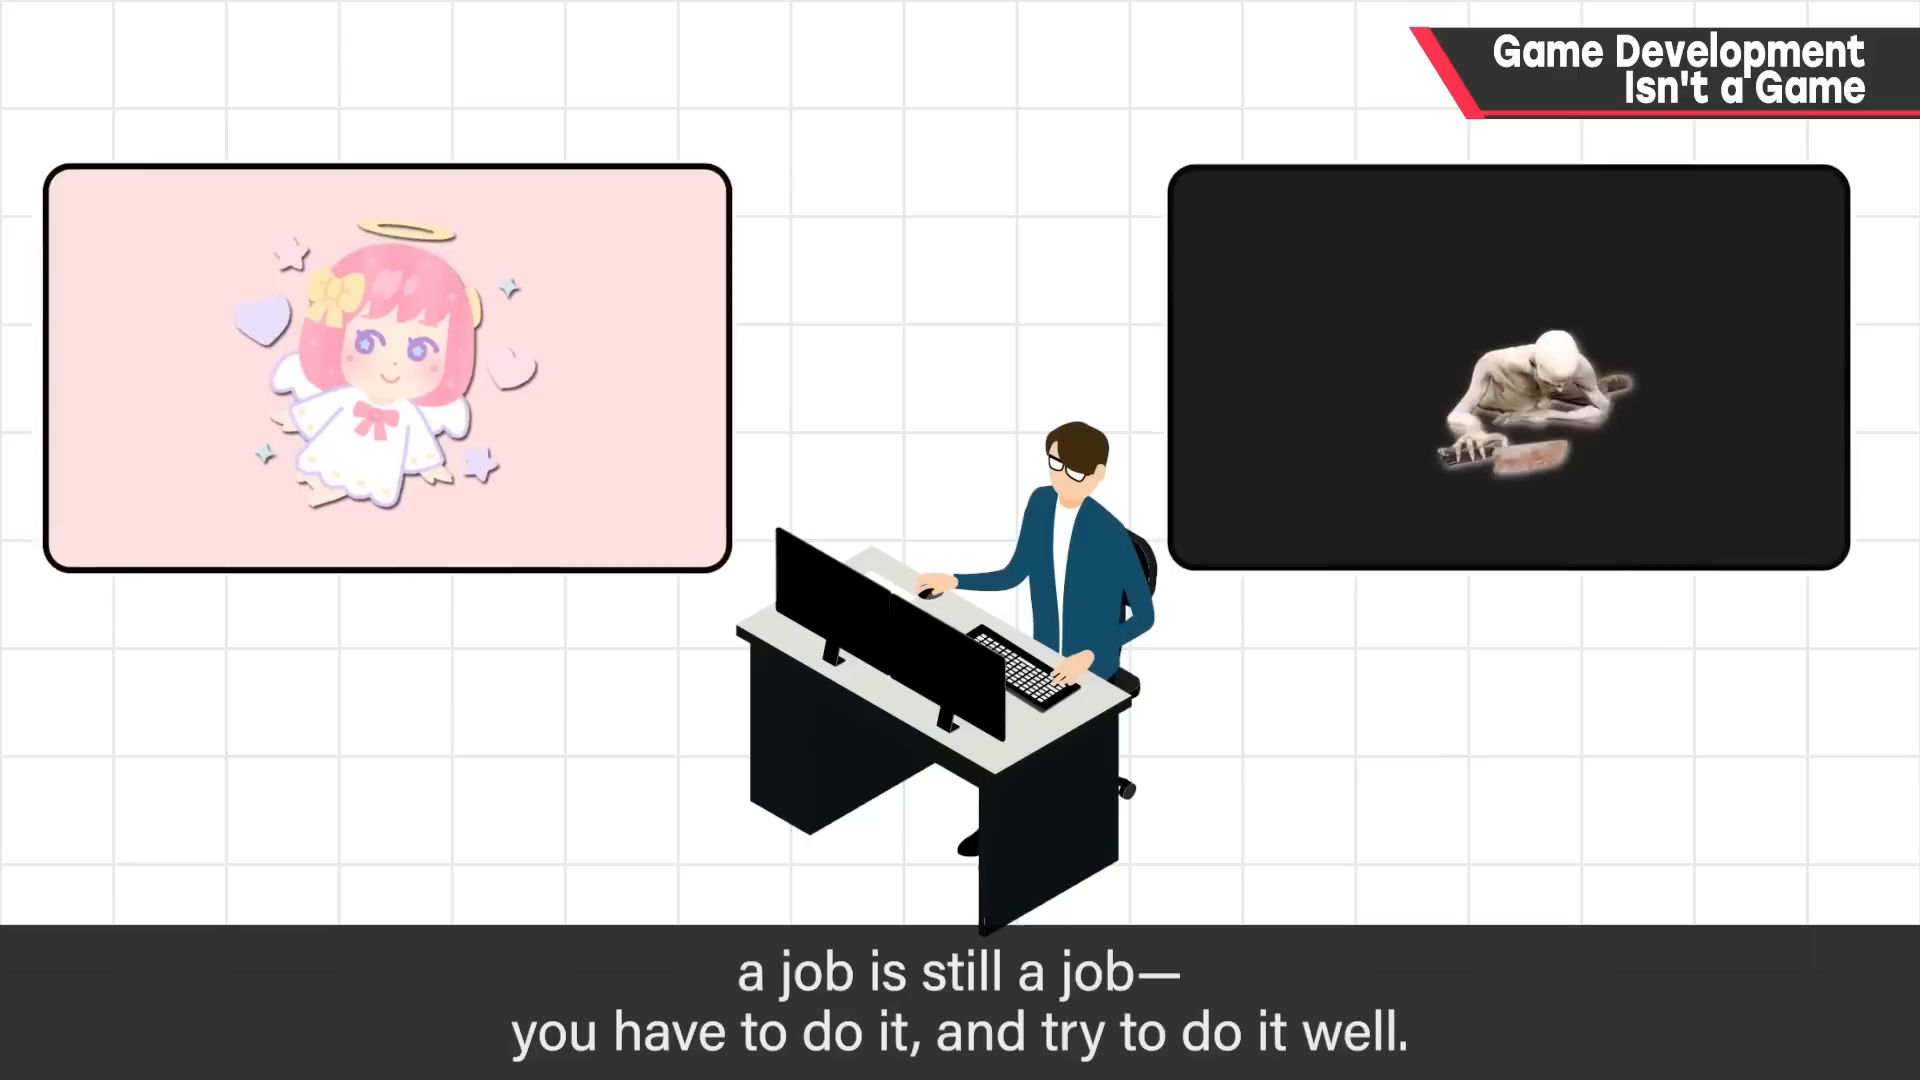 Game Development
Isn't a Game
a job is still a job—
you have to do it, and try to do it well.